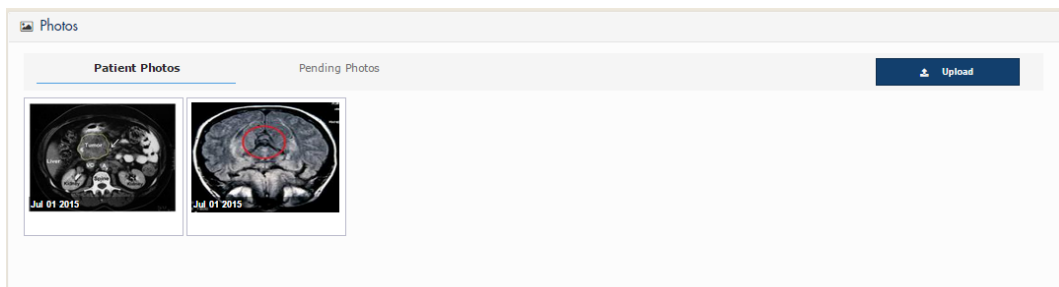 Photos
Patient Photos
Pending Photos
Upload
Tumor
Liver
Kidney
Spine
Kidney
Jul 01 2015
Jul 01 2015